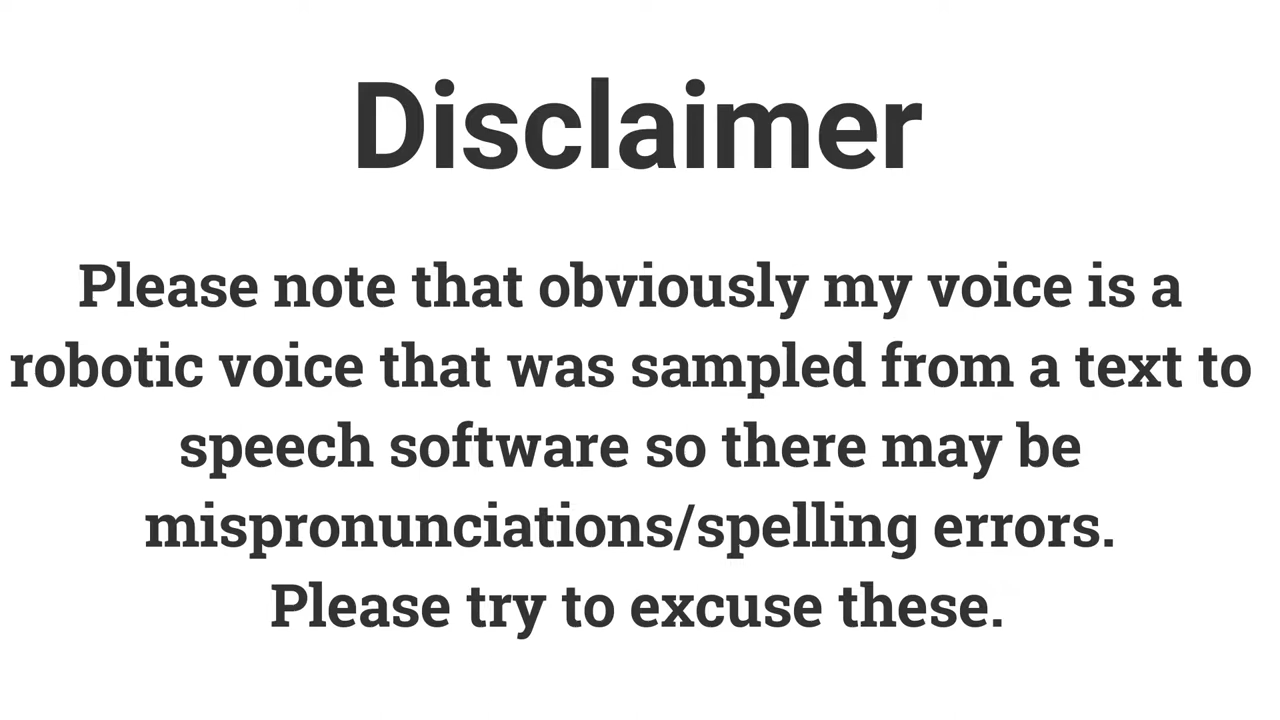 Disclaimer
Please note that obviously my voice is a
robotic voice that was sampled from a text to
speech software so there may be
mispronunciations/spelling errors.
Please try to excuse these.